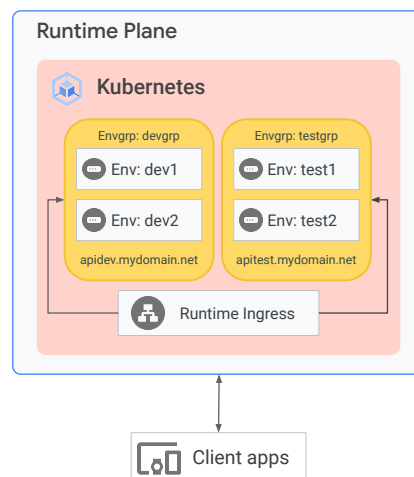 Runtime Plane
Kubernetes
Envgrp: devgrp
Env: dev1
Env: dev2
apidev.mydomain.net
Envgrp: testgrp
Env: test1
Env: test2
apitest.mydomain.net
Runtime Ingress
Client apps